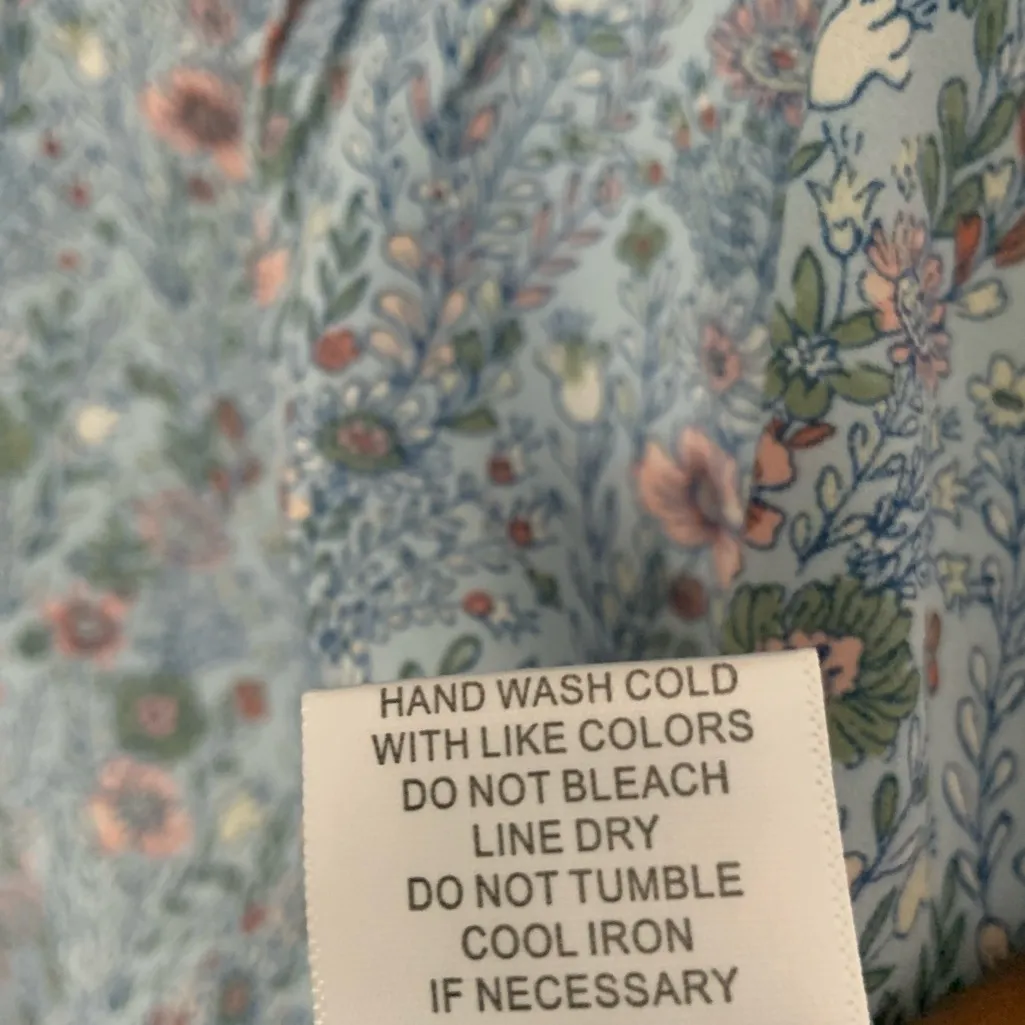 HAND WASH COLD
WITH LIKE COLORS
DO NOT BLEACH
LINE DRY
DO NOT TUMBLE
COOL IRON
IF NECESSARY